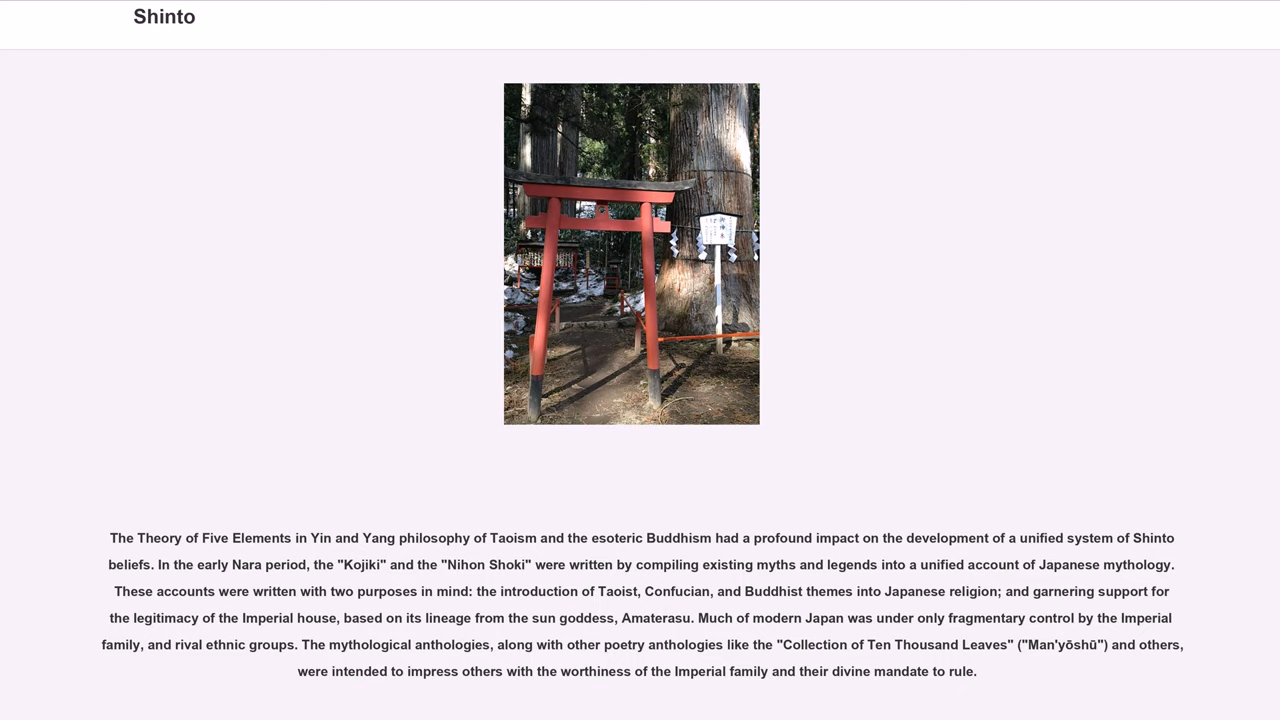 Shinto
御神木
The Theory of Five Elements in Yin and Yang philosophy of Taoism and the esoteric Buddhism had a profound impact on the development of a unified system of Shinto
beliefs. In the early Nara period, the "Kojiki" and the "Nihon Shoki" were written by compiling existing myths and legends into a unified account of Japanese mythology.
These accounts were written with two purposes in mind: the introduction of Taoist, Confucian, and Buddhist themes into Japanese religion; and garnering support for
the legitimacy of the Imperial house, based on its lineage from the sun goddess, Amaterasu. Much of modern Japan was under only fragmentary control by the Imperial
family, and rival ethnic groups. The mythological anthologies, along with other poetry anthologies like the "Collection of Ten Thousand Leaves" ("Man'yōshū") and others,
were intended to impress others with the worthiness of the Imperial family and their divine mandate to rule.